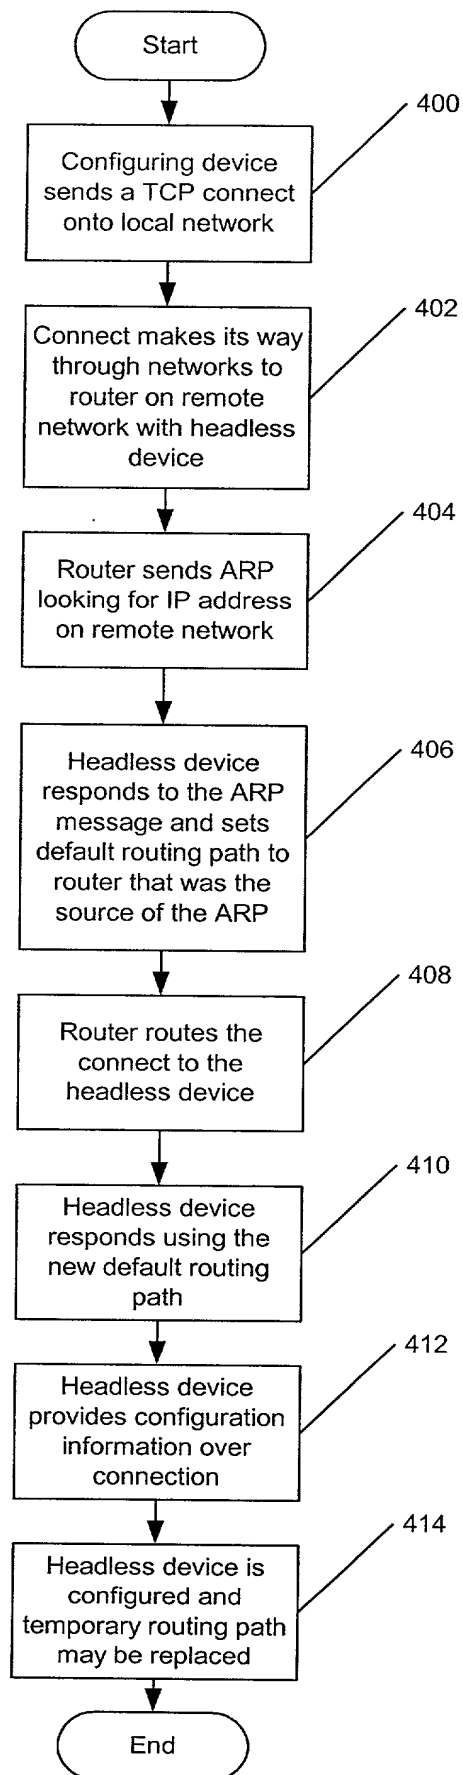 Start
400
Configuring device
sends a TCP connect
onto local network
402
Connect makes its way
through networks to
router on remote
network with headless
device
404
Router sends ARP
looking for IP address
on remote network
406
Headless device
responds to the ARP
message and sets
default routing path to
router that was the
source of the ARP
408
Router routes the
connect to the
headless device
410
Headless device
responds using the
new default routing
path
412
Headless device
provides configuration
information over
connection
414
Headless device is
configured and
temporary routing path
may be replaced
End